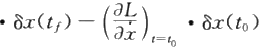 · δx(t_f) − (∂L/∂ẋ)_{t=t_0} · δx(t_0)